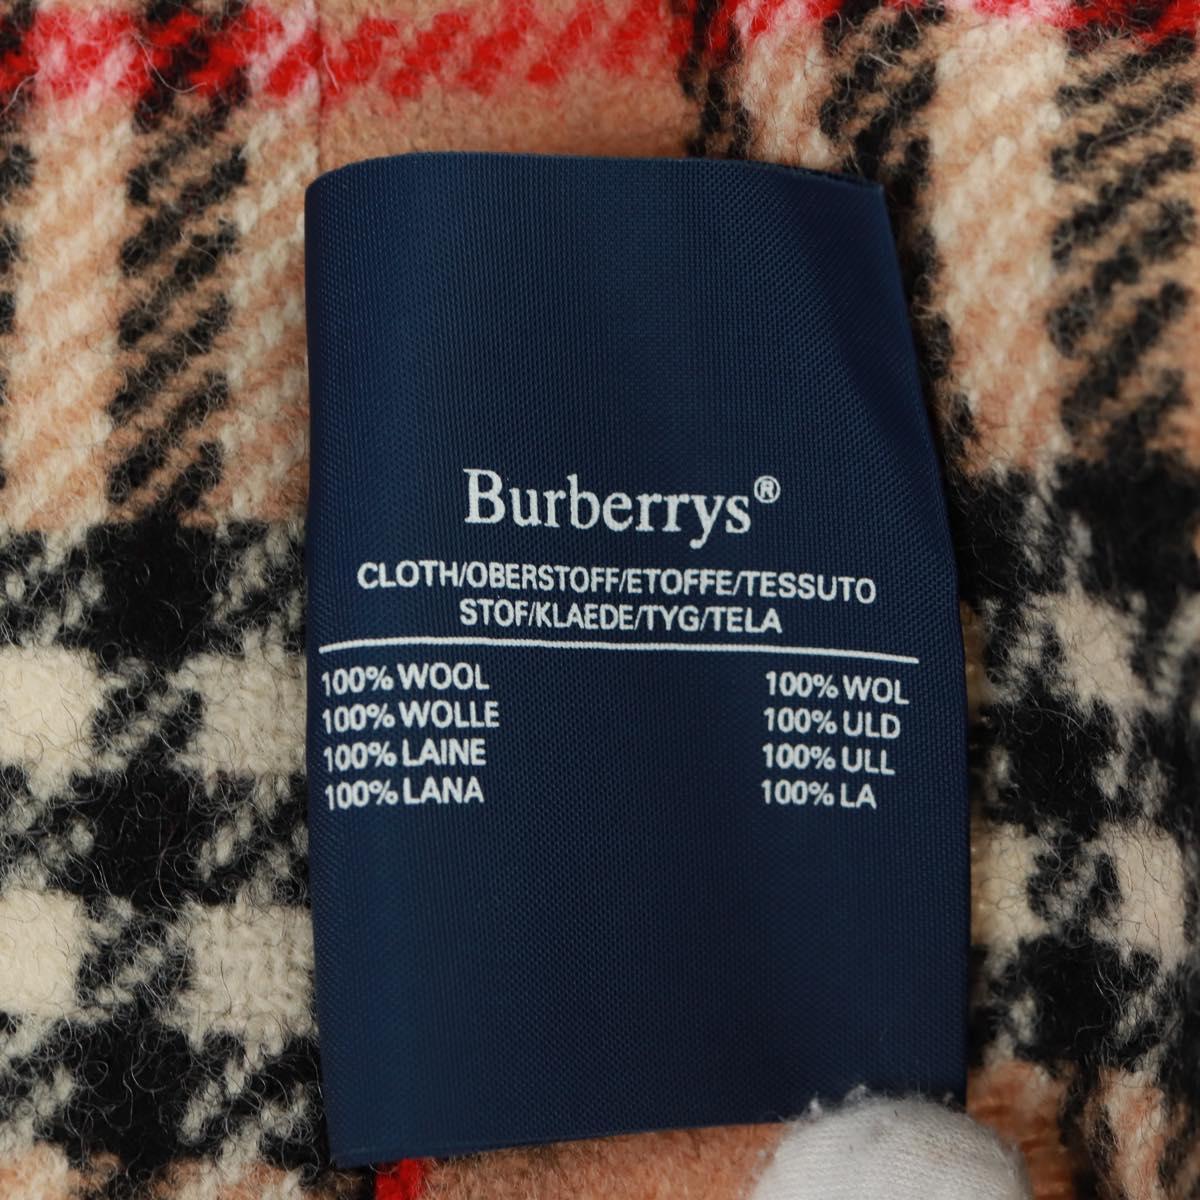 Burberrys®
CLOTH/OBERSTOFF/ETOFFE/TESSUTO
STOF/KLAEDE/TYG/TELA
100% WOOL
100% WOLLE
100% LAINE
100% LANA
100% WOL
100% ULD
100% ULL
100% LA